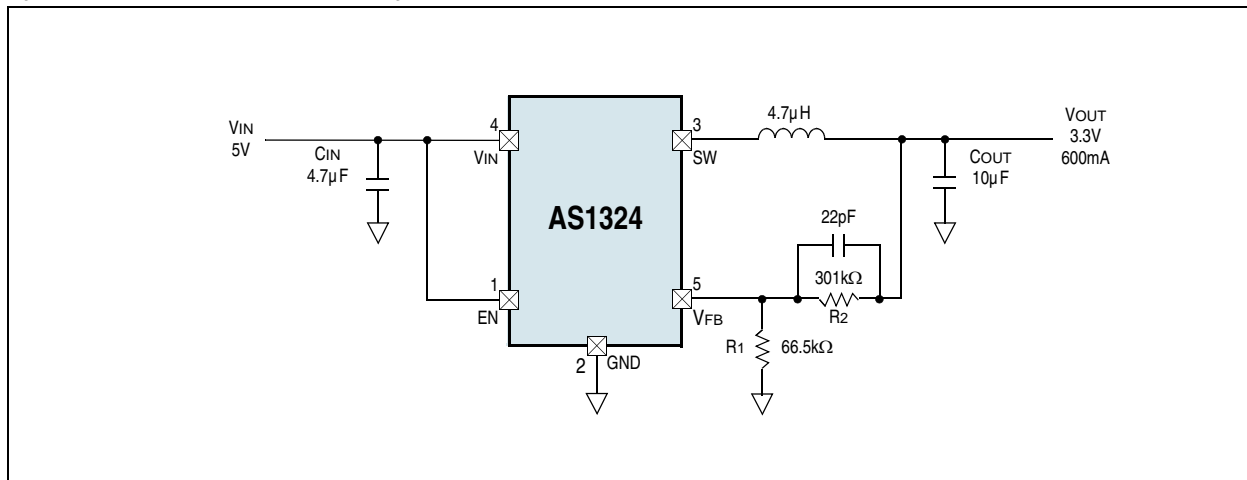 VIN
5V
CIN
4.7µF
4
VIN
1
EN
AS1324
2
GND
3
SW
4.7µH
VOUT
3.3V
600mA
COUT
10µF
22pF
301kΩ
R2
5
VFB
R1
66.5kΩ